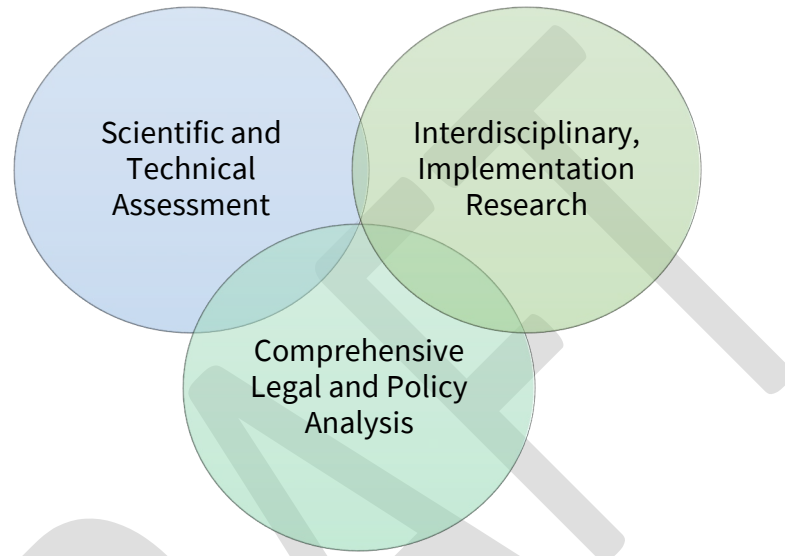 Scientific and
Technical
Assessment
Interdisciplinary,
Implementation
Research
Comprehensive
Legal and Policy
Analysis